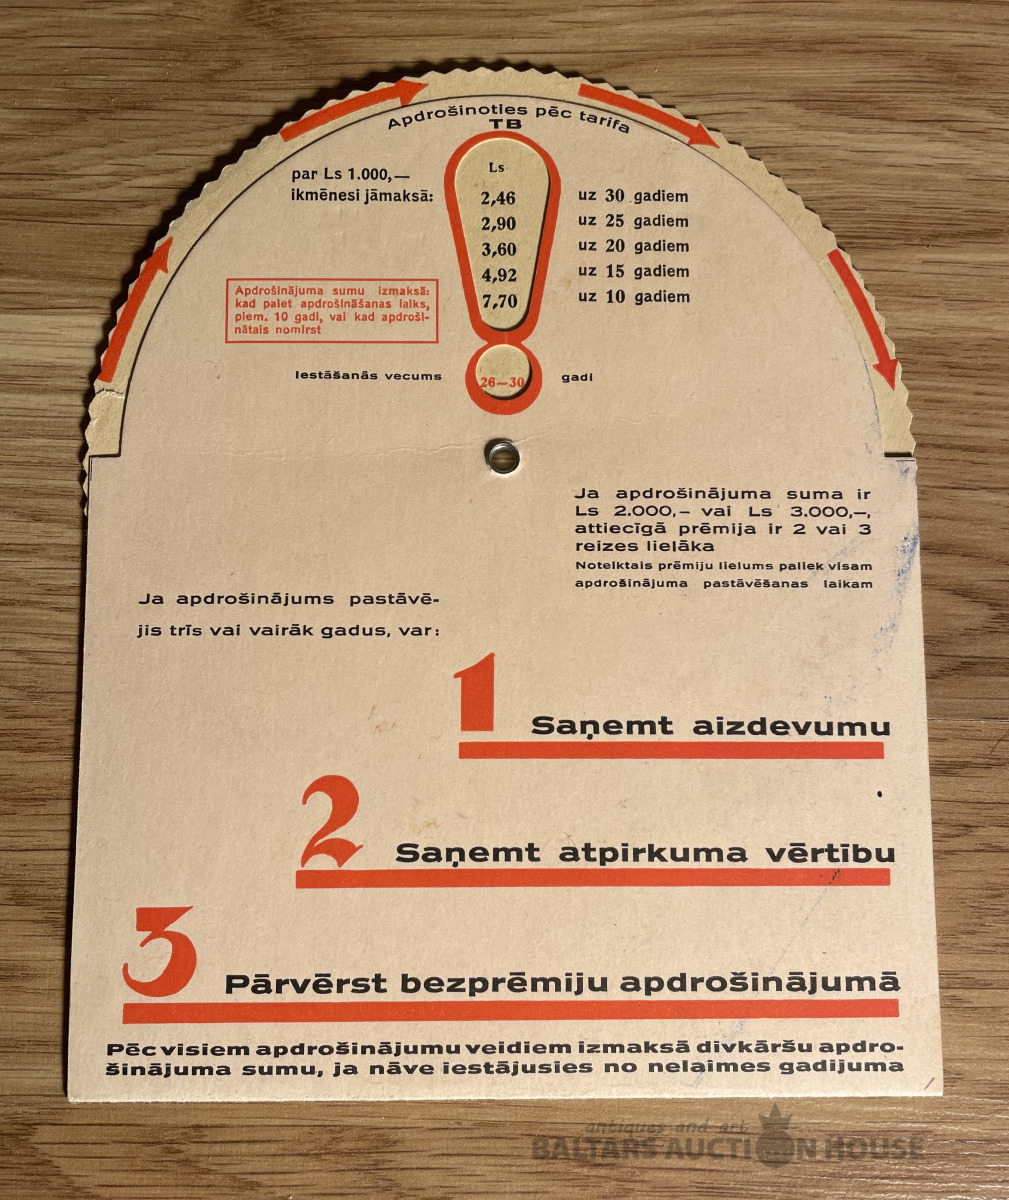 Apdrošinoties pēc tarifa
TB
par Ls 1.000,—
ikmēnesi jāmaksā:
Ls
2,46 uz 30 gadiem
2,90 uz 25 gadiem
3,60 uz 20 gadiem
4,92 uz 15 gadiem
7,70 uz 10 gadiem
Apdrošinājuma sumu izmaksā:
kad paiet apdrošināšanas laiks,
piem. 10 gadi, vai kad apdroši-
nātais nomirst
Iestāšanās vecums 26—30 gadi
Ja apdrošinājuma suma ir
Ls 2.000,– vai Ls 3.000,–,
attiecīgā prēmija ir 2 vai 3
reizes lielāka
Noteiktais prēmiju lielums paliek visam
apdrošinājuma pastāvēšanas laikam
Ja apdrošinājums pastāvē-
jis trīs vai vairāk gadus, var:
1 Saņemt aizdevumu
2 Saņemt atpirkuma vērtību
3 Pārvērst bezprēmiju apdrošinājumā
Pēc visiem apdrošinājumu veidiem izmaksā divkāršu apdro-
šinājuma sumu, ja nāve iestājusies no nelaimes gadijuma
antiques and art
BALTARS AUCTION HOUSE